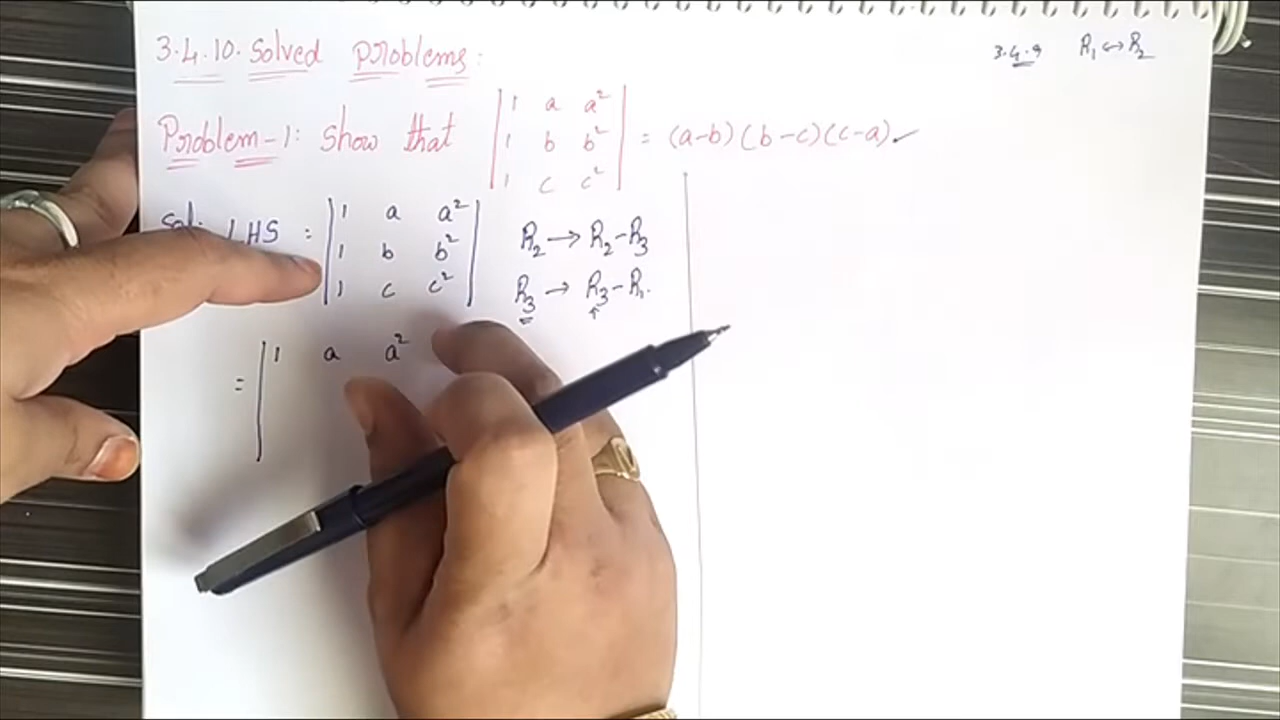 3.4.10. Solved Problems:
3.4.9 R₁ ↔ R₂
Problem-1: Show that | 1 a a² | = (a-b)(b-c)(c-a).✓
| 1 b b² |
| 1 c c² |
Sol: LHS = | 1 a a² | R₂ → R₂-R₃
| 1 b b² |
| 1 c c² | R₃ → R₃-R₁.
= | 1 a a²